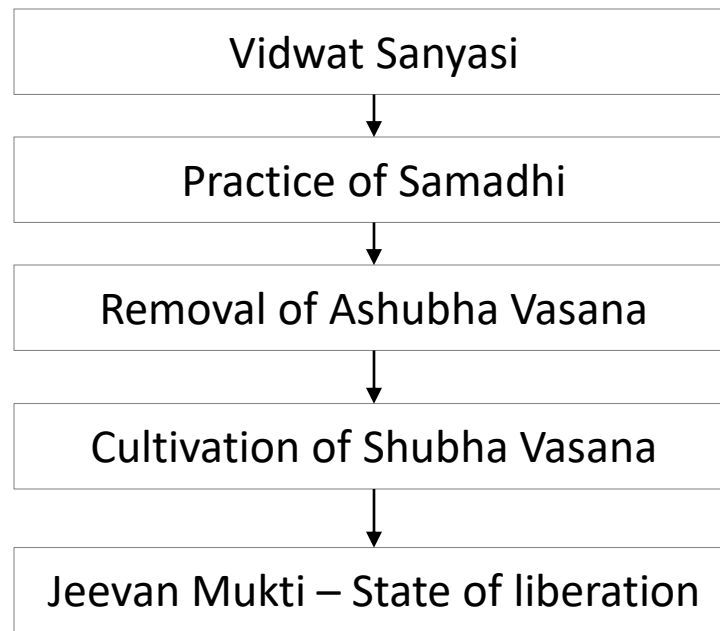 Vidwat Sanyasi
Practice of Samadhi
Removal of Ashubha Vasana
Cultivation of Shubha Vasana
Jeevan Mukti – State of liberation